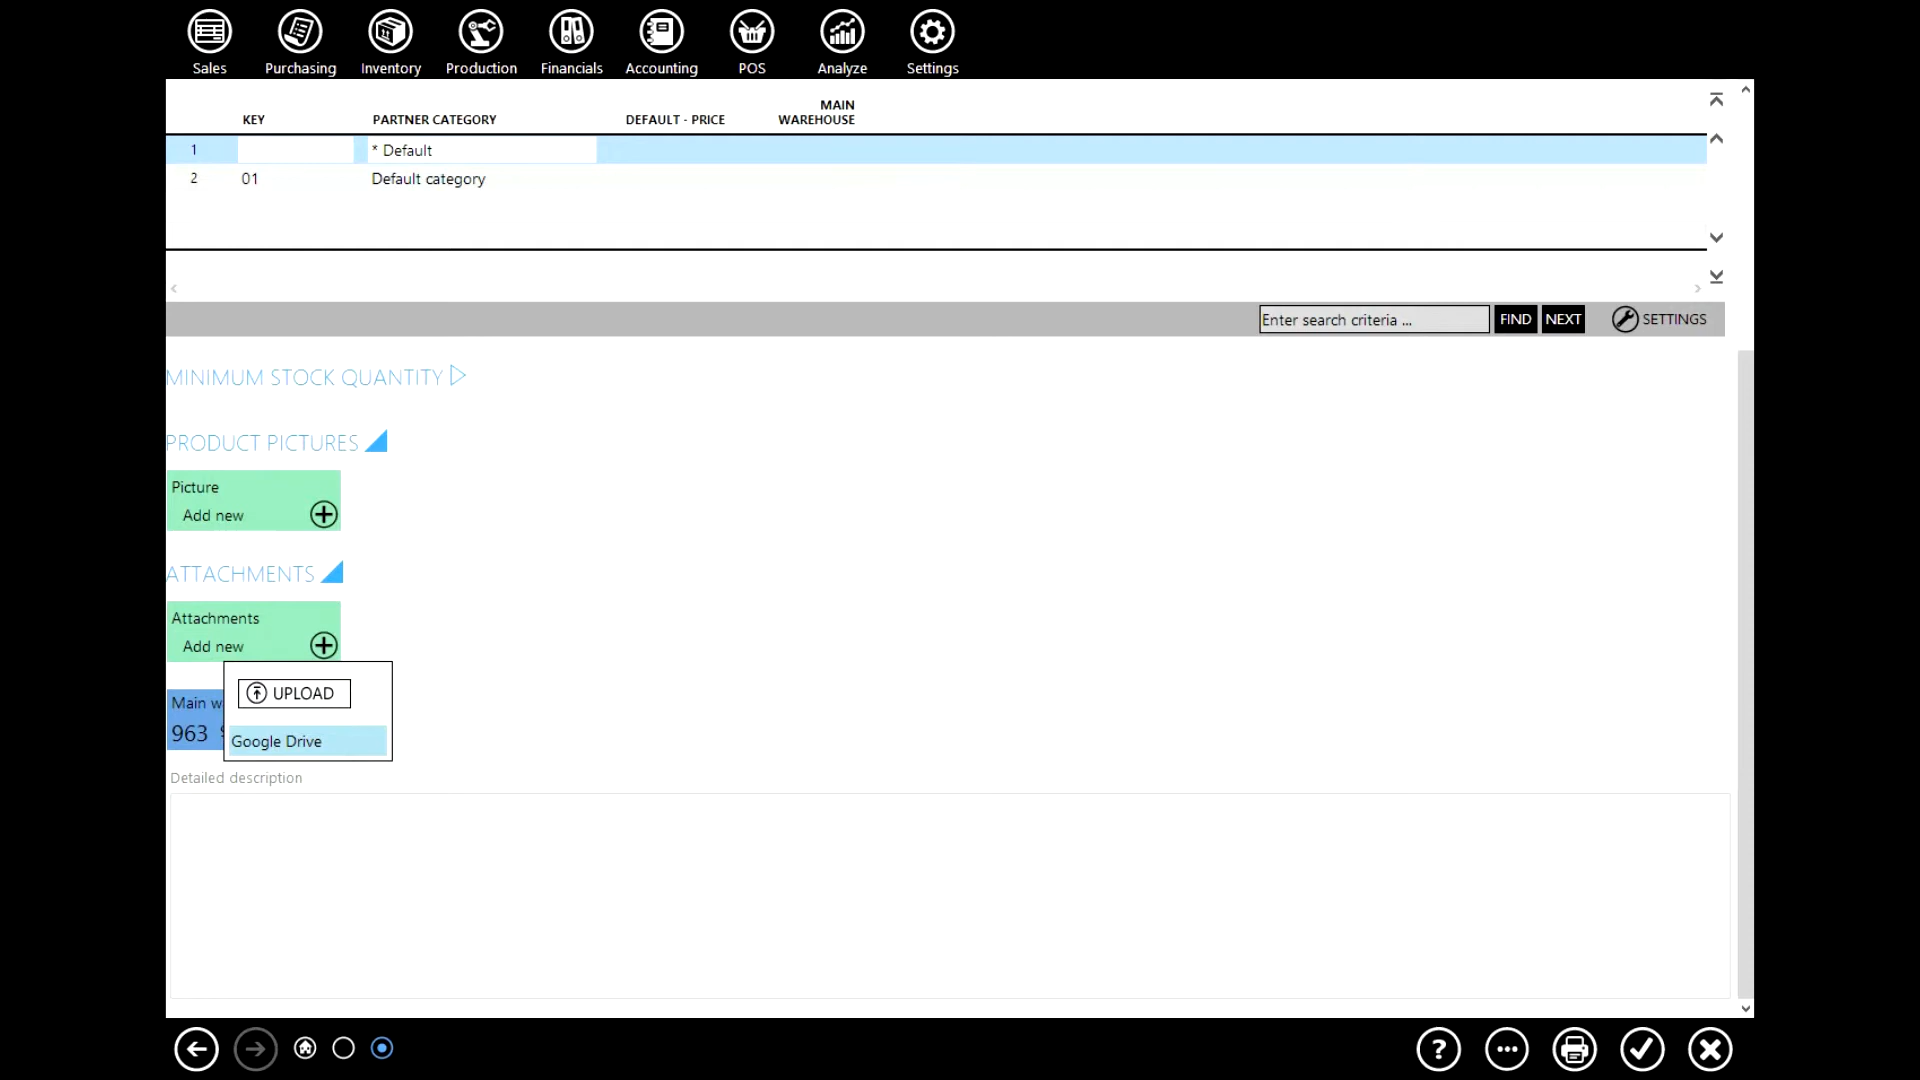 Sales Purchasing Inventory Production Financials Accounting POS Analyze Settings
KEY PARTNER CATEGORY DEFAULT - PRICE MAIN WAREHOUSE
1 * Default
2 01 Default category
Enter search criteria ... FIND NEXT SETTINGS
MINIMUM STOCK QUANTITY
PRODUCT PICTURES
Picture
Add new
ATTACHMENTS
Attachments
Add new
UPLOAD
Main w
963
Google Drive
Detailed description